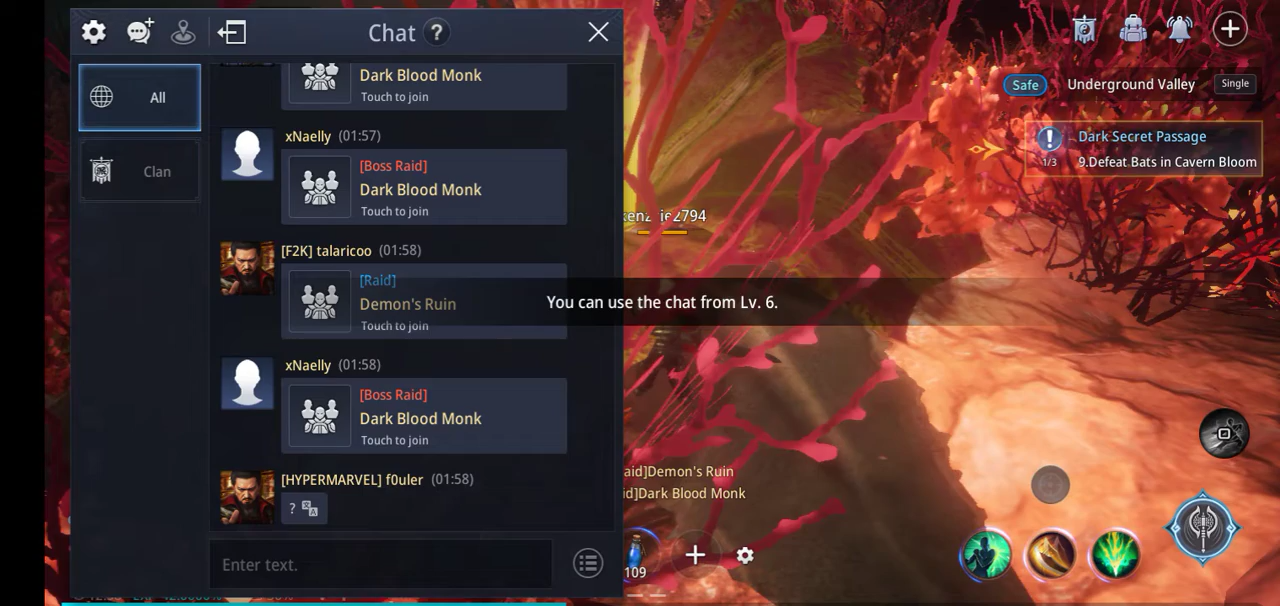 Chat ?
All
Clan
Dark Blood Monk
Touch to join
xNaelly (01:57)
[Boss Raid]
Dark Blood Monk
Touch to join
[F2K] talaricoo (01:58)
[Raid]
Demon's Ruin
Touch to join
xNaelly (01:58)
[Boss Raid]
Dark Blood Monk
Touch to join
[HYPERMARVEL] f0uler (01:58)
?
Enter text.
You can use the chat from Lv. 6.
Safe Underground Valley Single
Dark Secret Passage
1/3 9.Defeat Bats in Cavern Bloom
aid]Demon's Ruin
id]Dark Blood Monk
109